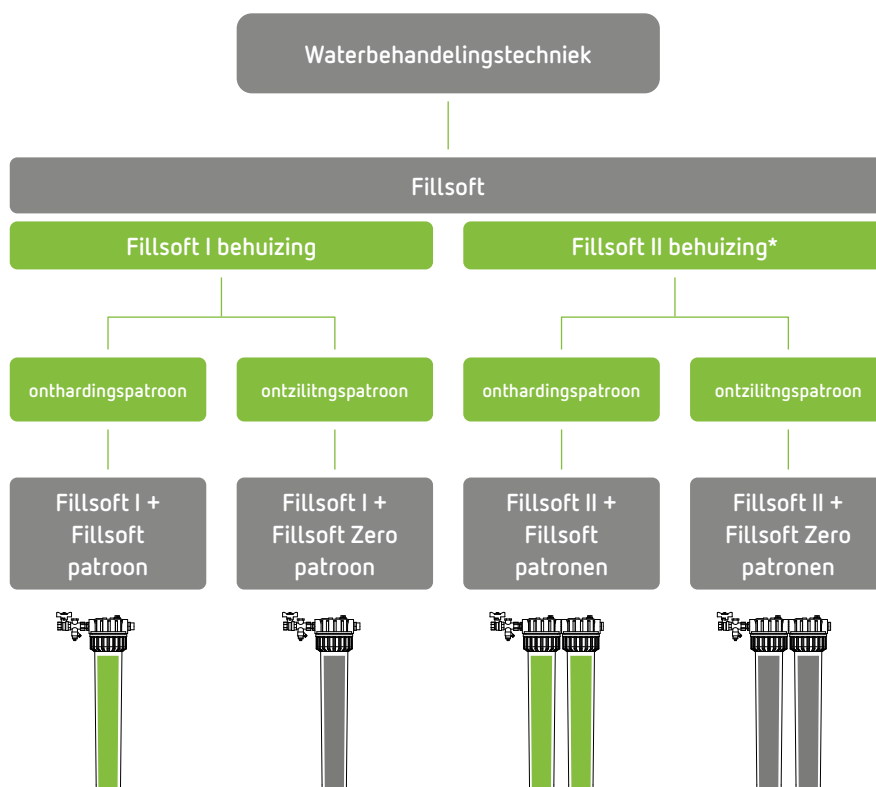 Waterbehandelingstechniek
Fillsoft
Fillsoft I behuizing
Fillsoft II behuizing*
onthardingspatroon
ontzilitngspatroon
onthardingspatroon
ontzilitngspatroon
Fillsoft I +
Fillsoft
patroon
Fillsoft I +
Fillsoft Zero
patroon
Fillsoft II +
Fillsoft
patronen
Fillsoft II +
Fillsoft Zero
patronen